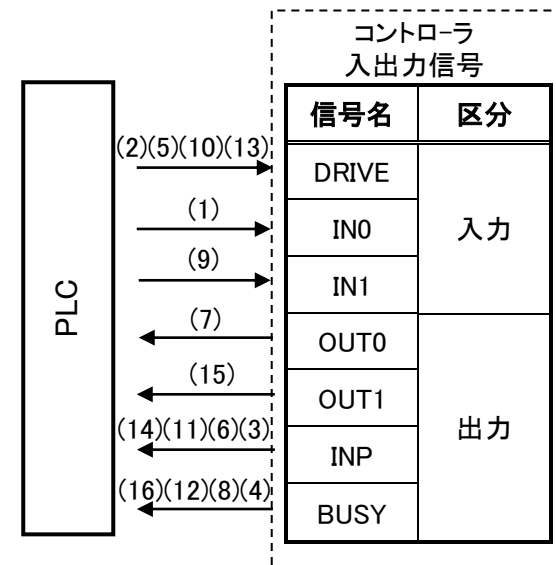 コントロｰラ
入出力信号
信号名 区分
(2)(5)(10)(13)
DRIVE
(1)
IN0
入力
(9)
IN1
PLC
(7)
OUT0
(15)
OUT1
出力
(14)(11)(6)(3)
INP
(16)(12)(8)(4)
BUSY